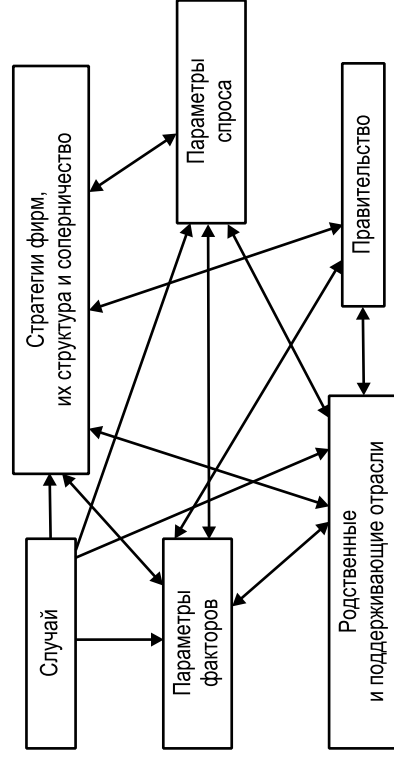 Случай
Стратегии фирм,
их структура и соперничество
Параметры
факторов
Параметры
спроса
Родственные
и поддерживающие отрасли
Правительство